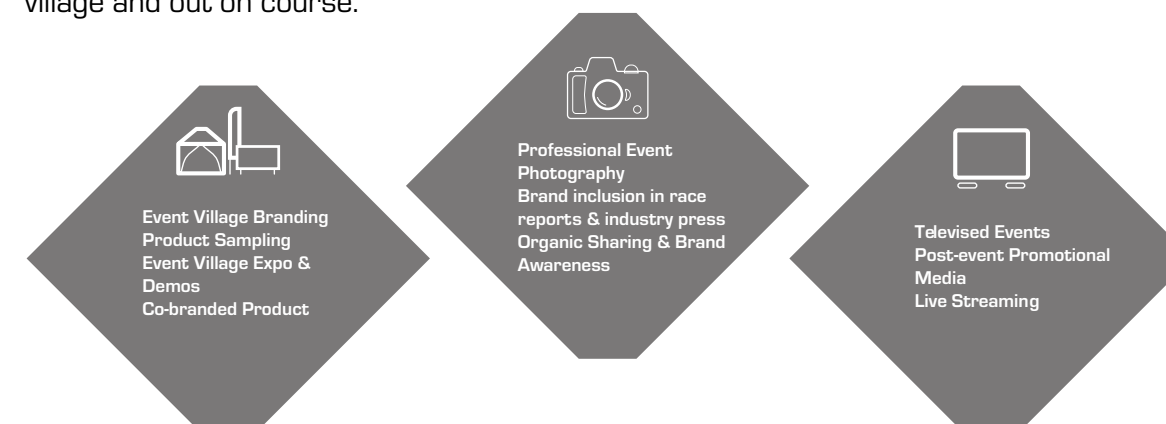 village and out on course.
Event Village Branding
Product Sampling
Event Village Expo &
Demos
Co-branded Product
Professional Event
Photography
Brand inclusion in race
reports & industry press
Organic Sharing & Brand
Awareness
Televised Events
Post-event Promotional
Media
Live Streaming